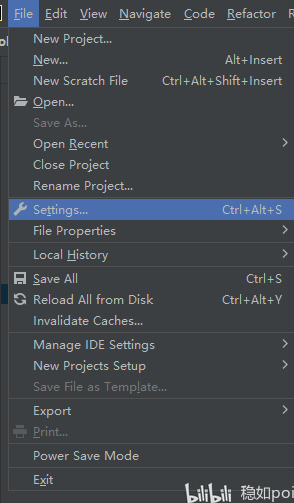 File Edit View Navigate Code Refactor
New Project...
New... Alt+Insert
New Scratch File Ctrl+Alt+Shift+Insert
Open...
Save As...
Open Recent
Close Project
Rename Project...
Settings... Ctrl+Alt+S
File Properties
Local History
Save All Ctrl+S
Reload All from Disk Ctrl+Alt+Y
Invalidate Caches...
Manage IDE Settings
New Projects Setup
Save File as Template...
Export
Print...
Power Save Mode
Exit
bilibili 稳如poi